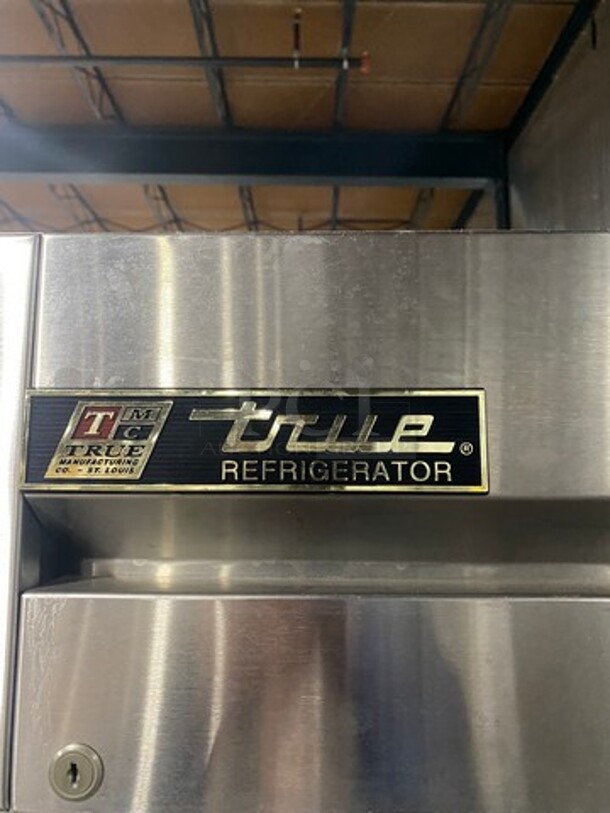 T M
C
TRUE
MANUFACTURING
CO. - ST. LOUIS
true®
REFRIGERATOR